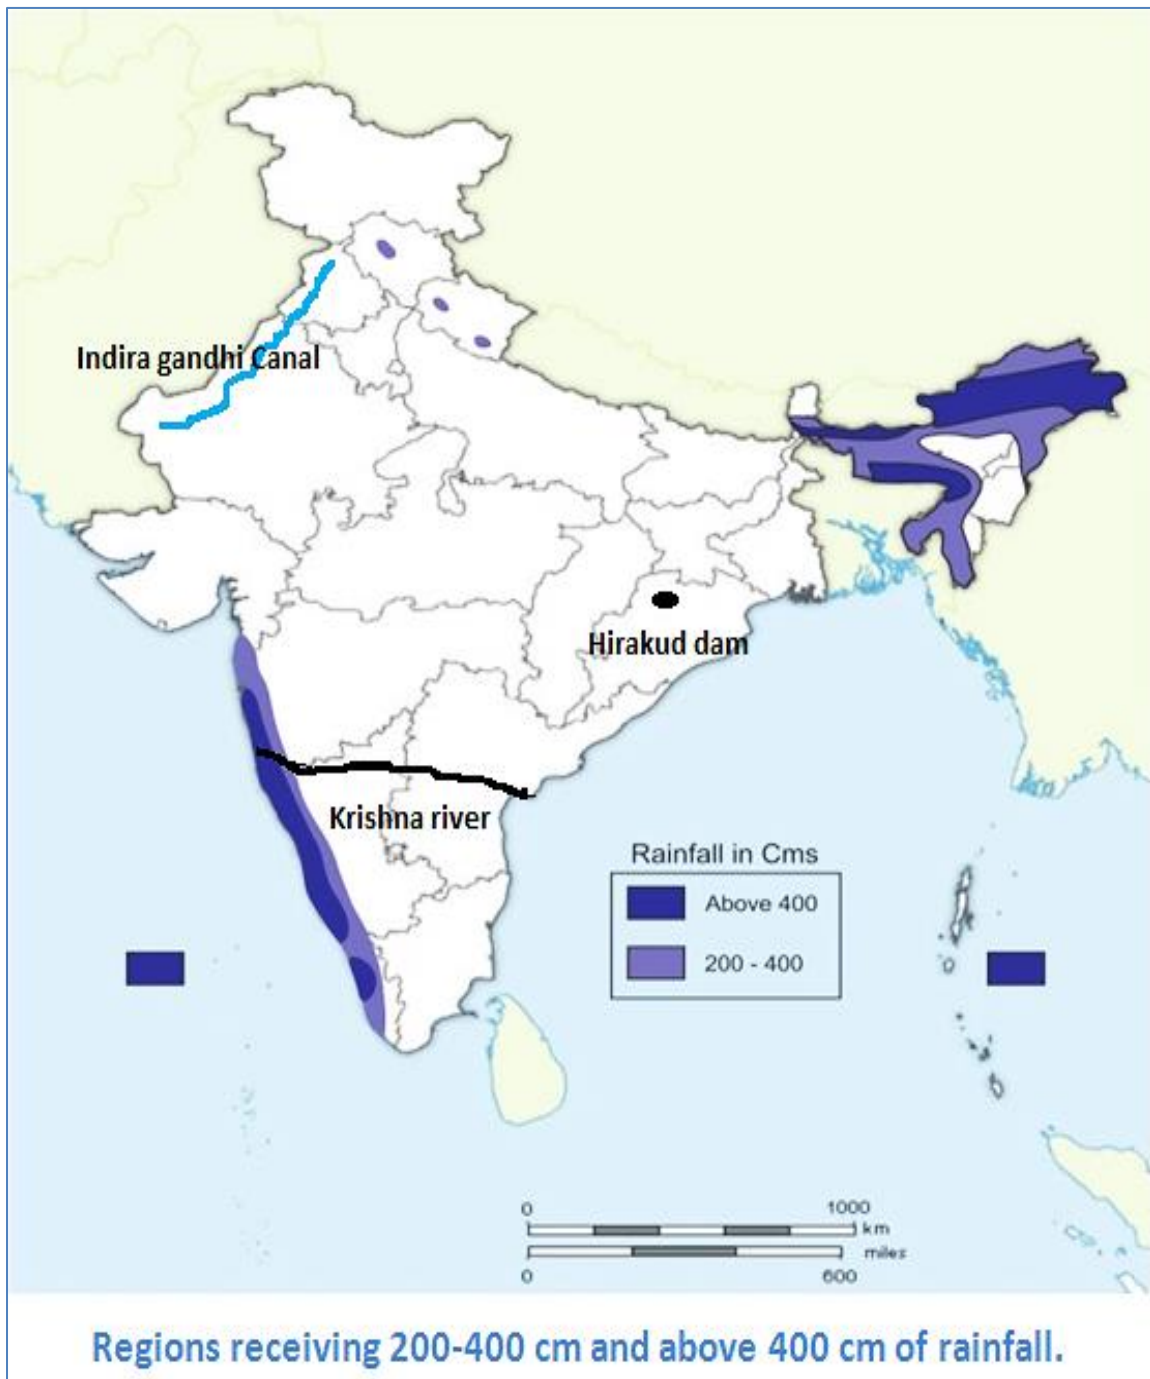 Indira gandhi Canal
Hirakud dam
Krishna river
Rainfall in Cms
Above 400
200 - 400
0 1000
km
miles
0 600
Regions receiving 200-400 cm and above 400 cm of rainfall.